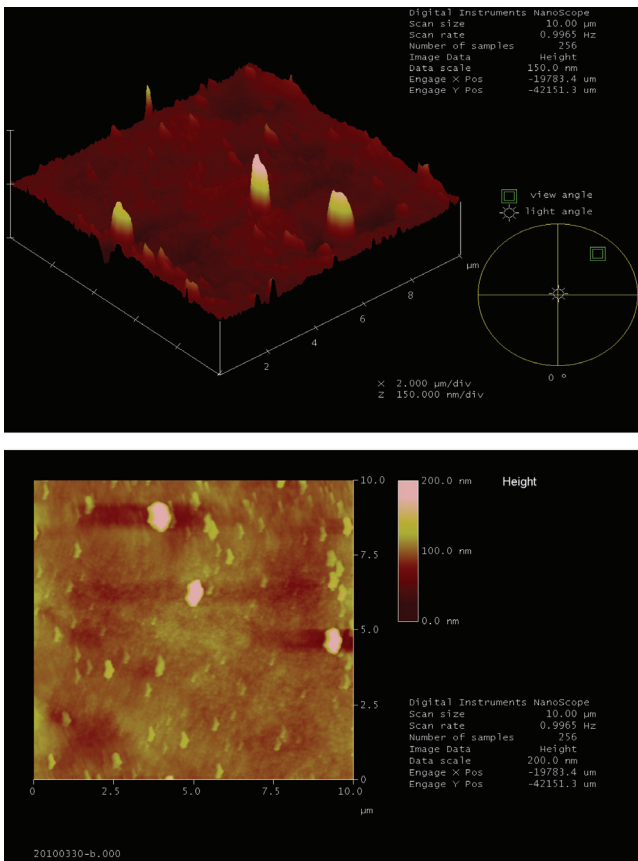 Digital Instruments NanoScope
Scan size 10.00 µm
Scan rate 0.9965 Hz
Number of samples 256
Image Data Height
Data scale 150.0 nm
Engage X Pos -19783.4 um
Engage Y Pos -42151.3 um
view angle
light angle
µm
8
6
4
2
0 °
X 2.000 µm/div
Z 150.000 nm/div
10.0
7.5
5.0
2.5
0
200.0 nm
100.0 nm
0.0 nm
Height
Digital Instruments NanoScope
Scan size 10.00 µm
Scan rate 0.9965 Hz
Number of samples 256
Image Data Height
Data scale 200.0 nm
Engage X Pos -19783.4 um
Engage Y Pos -42151.3 um
0 2.5 5.0 7.5 10.0
µm
20100330-b.000